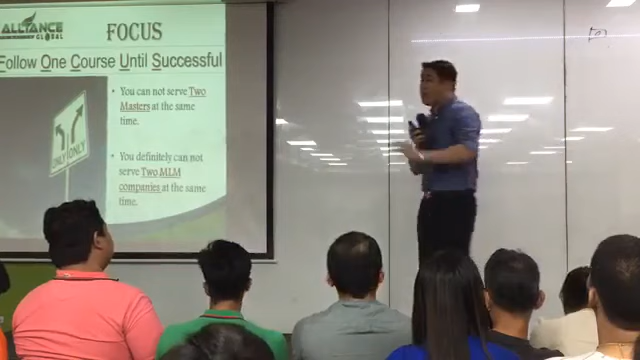 ALLIANCE
GLOBAL
FOCUS
Follow One Course Until Successful
• You can not serve Two
Masters at the same
time.
• You definitely can not
serve Two MLM
companies at the same
time.
ONLY ONLY